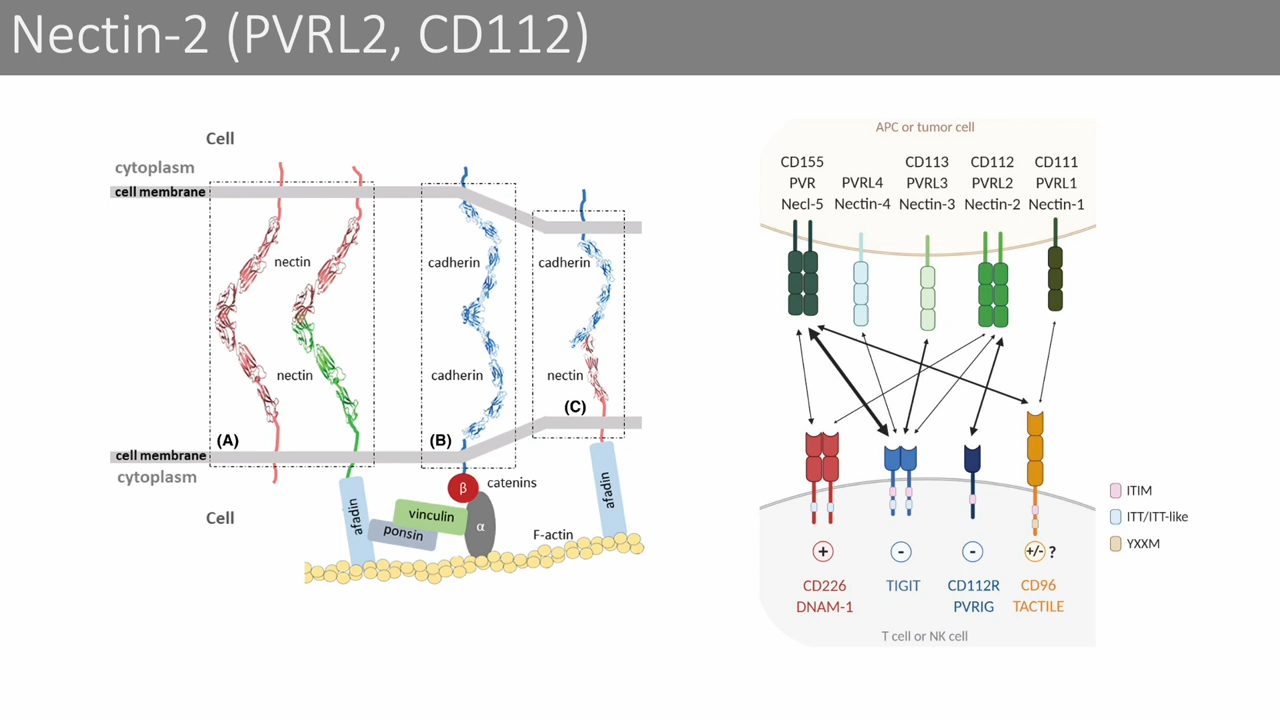 Nectin-2 (PVRL2, CD112)
Cell
cytoplasm
cell membrane
nectin
cadherin
cadherin
nectin
cadherin
nectin
(C)
(A)
(B)
cell membrane
cytoplasm
Cell
β
catenins
afadin
vinculin
ponsin
α
F-actin
afadin
APC or tumor cell
CD155
PVR
Necl-5
PVRL4
Nectin-4
CD113
PVRL3
Nectin-3
CD112
PVRL2
Nectin-2
CD111
PVRL1
Nectin-1
+
-
-
+/- ?
CD226
DNAM-1
TIGIT
CD112R
PVRIG
CD96
TACTILE
T cell or NK cell
ITIM
ITT/ITT-like
YXXM